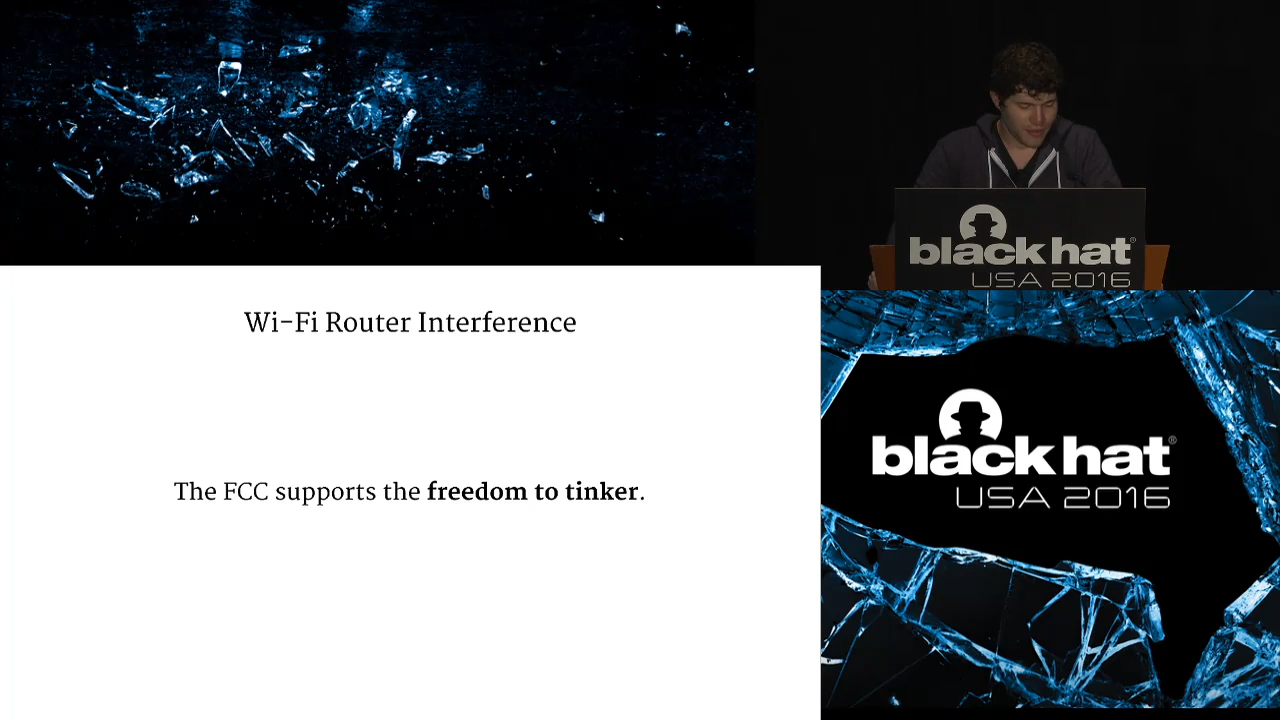 black hat®
USA 2016
Wi-Fi Router Interference
The FCC supports the freedom to tinker.
black hat®
USA 2016